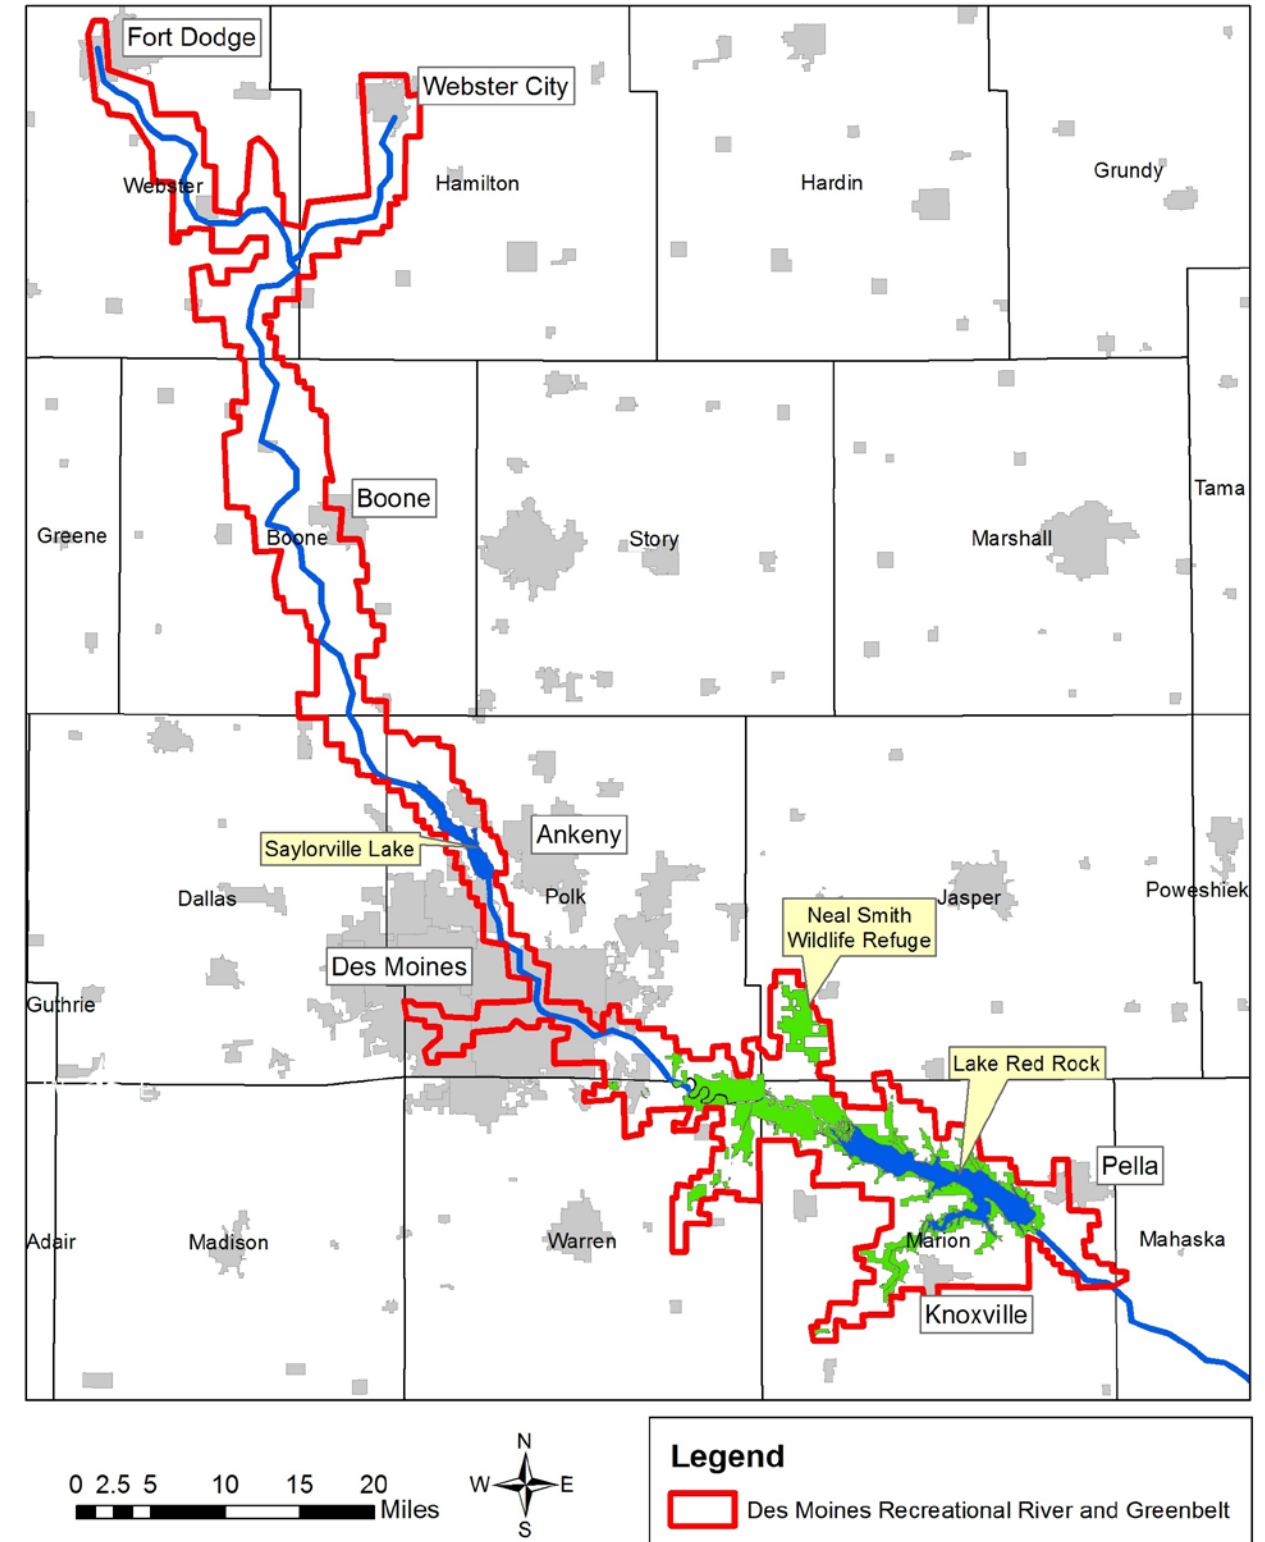 Fort Dodge
Webster City
Webster
Hamilton
Hardin
Grundy
Boone
Tama
Greene
Boone
Story
Marshall
Ankeny
Saylorville Lake
Dallas
Polk
Jasper
Poweshiek
Neal Smith
Wildlife Refuge
Des Moines
Guthrie
Lake Red Rock
Pella
Adair
Madison
Warren
Marion
Mahaska
Knoxville
N
W E
S
0 2.5 5 10 15 20
Miles
Legend
Des Moines Recreational River and Greenbelt